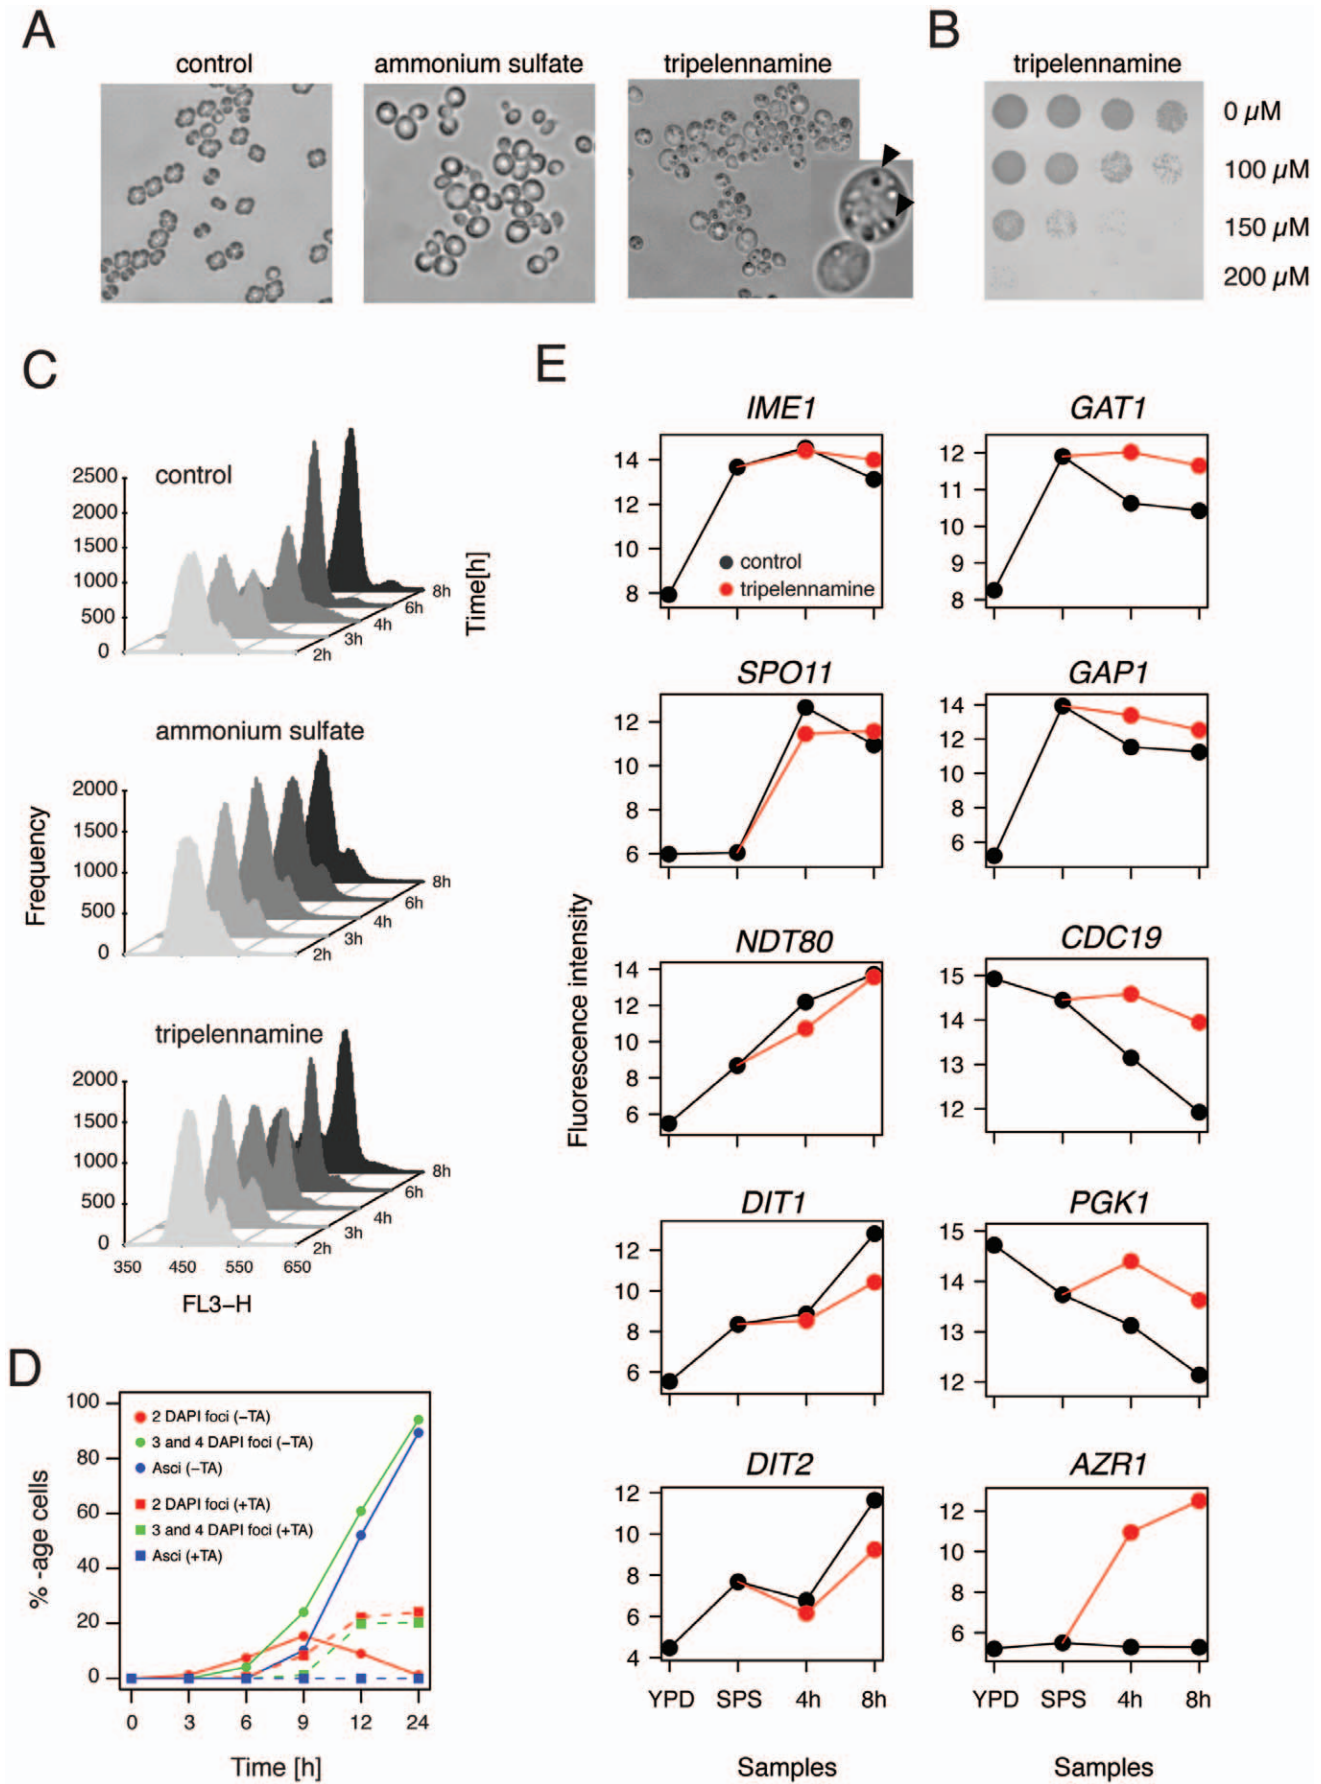 A
control
ammonium sulfate
tripelennamine
B
tripelennamine
0 µM
100 µM
150 µM
200 µM
C
control
2500
2000
1500
1000
500
0
2h
3h
4h
6h
8h
Time[h]
ammonium sulfate
2000
1500
1000
500
0
2h
3h
4h
6h
8h
Frequency
tripelennamine
2000
1500
1000
500
0
2h
3h
4h
6h
8h
350 450 550 650
FL3-H
D
100
80
60
40
20
0
% -age cells
2 DAPI foci (-TA)
3 and 4 DAPI foci (-TA)
Asci (-TA)
2 DAPI foci (+TA)
3 and 4 DAPI foci (+TA)
Asci (+TA)
0 3 6 9 12 24
Time [h]
E
Fluorescence intensity
IME1
14
12
10
8
control
tripelennamine
GAT1
12
11
10
9
8
SPO11
12
10
8
6
GAP1
14
12
10
8
6
NDT80
14
12
10
8
6
CDC19
15
14
13
12
DIT1
12
10
8
6
PGK1
15
14
13
12
DIT2
12
10
8
6
4
YPD SPS 4h 8h
Samples
AZR1
12
10
8
6
YPD SPS 4h 8h
Samples